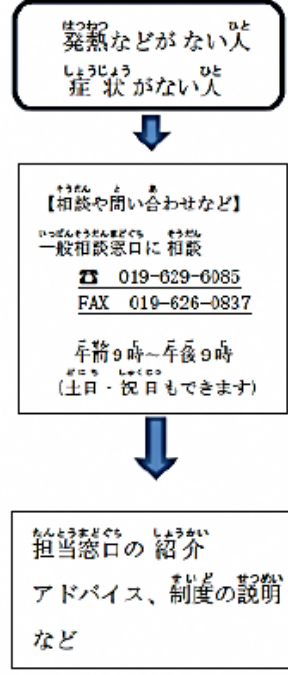 発熱などが ない人
症状がない人
【相談や問い合わせなど】
一般相談窓口に 相談
☎ 019-629-6085
FAX 019-626-0837
午前9時~午後9時
(土日・祝日もできます)
担当窓口の 紹介
アドバイス、制度の説明
など